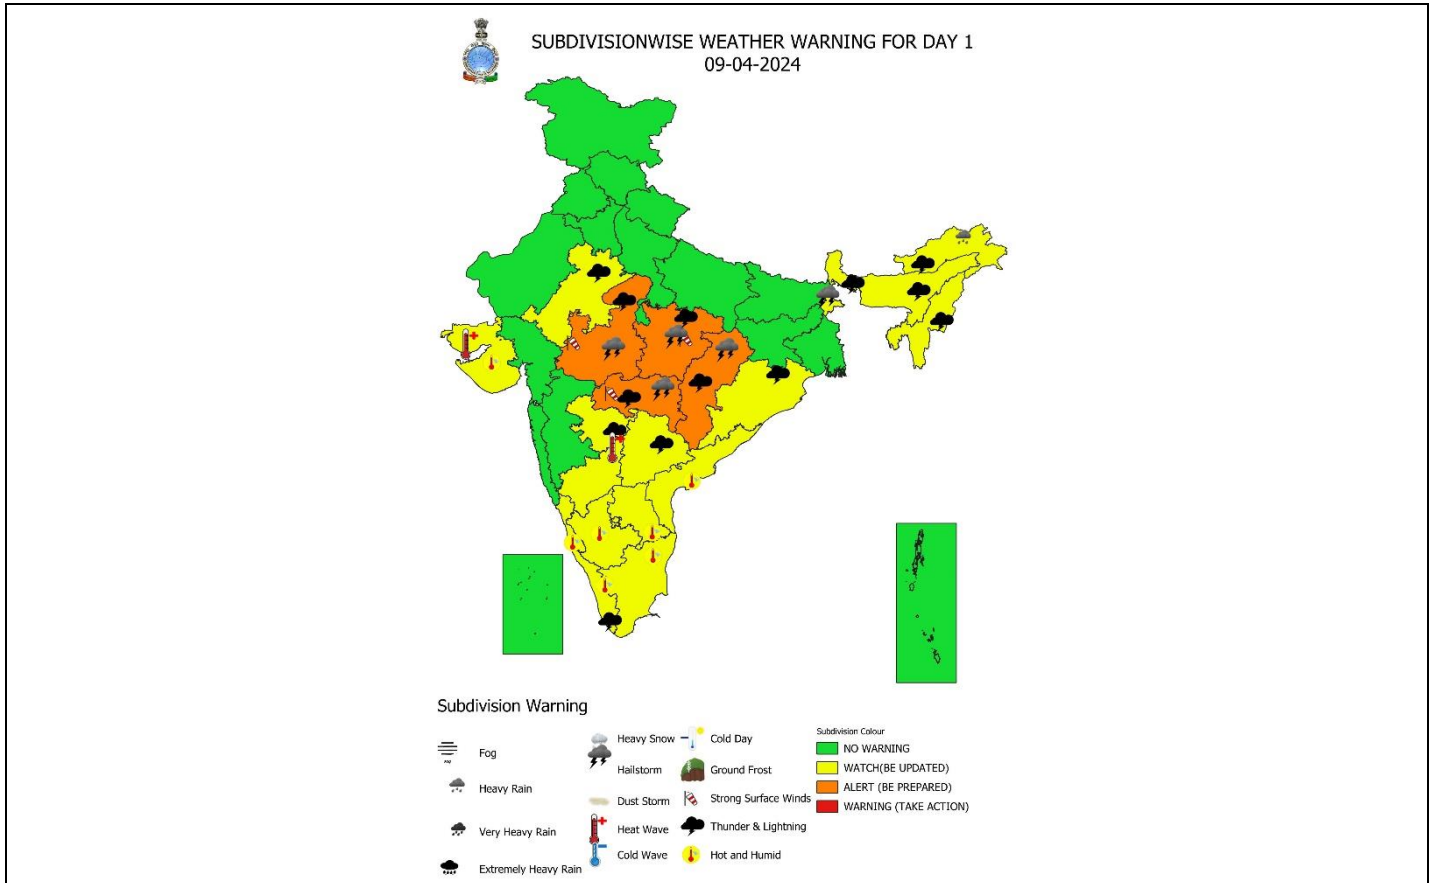 SUBDIVISIONWISE WEATHER WARNING FOR DAY 1
09-04-2024
Subdivision Warning
Fog
Heavy Rain
Very Heavy Rain
Extremely Heavy Rain
Heavy Snow
Hailstorm
Dust Storm
Heat Wave
Cold Wave
Cold Day
Ground Frost
Strong Surface Winds
Thunder & Lightning
Hot and Humid
Subdivision Colour
NO WARNING
WATCH(BE UPDATED)
ALERT (BE PREPARED)
WARNING (TAKE ACTION)